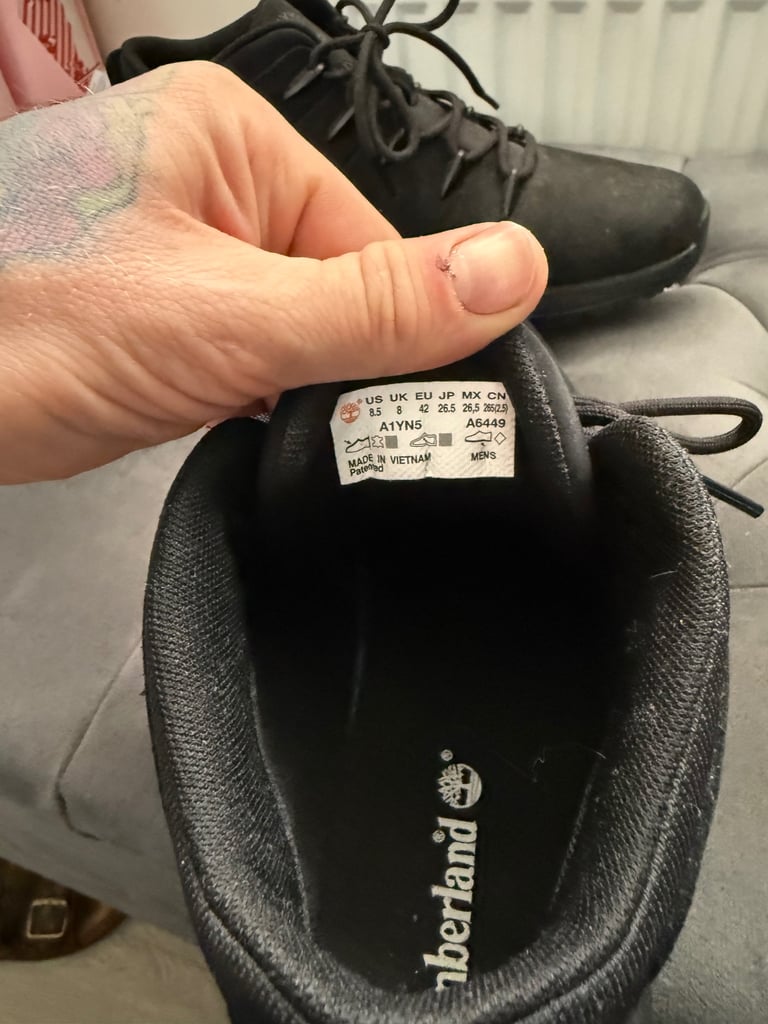 US UK EU JP MX CN
8.5 8 42 26.5 26,5 265(2.5)
A1YN5 A6449
MADE IN VIETNAM MENS
Patented
nberland